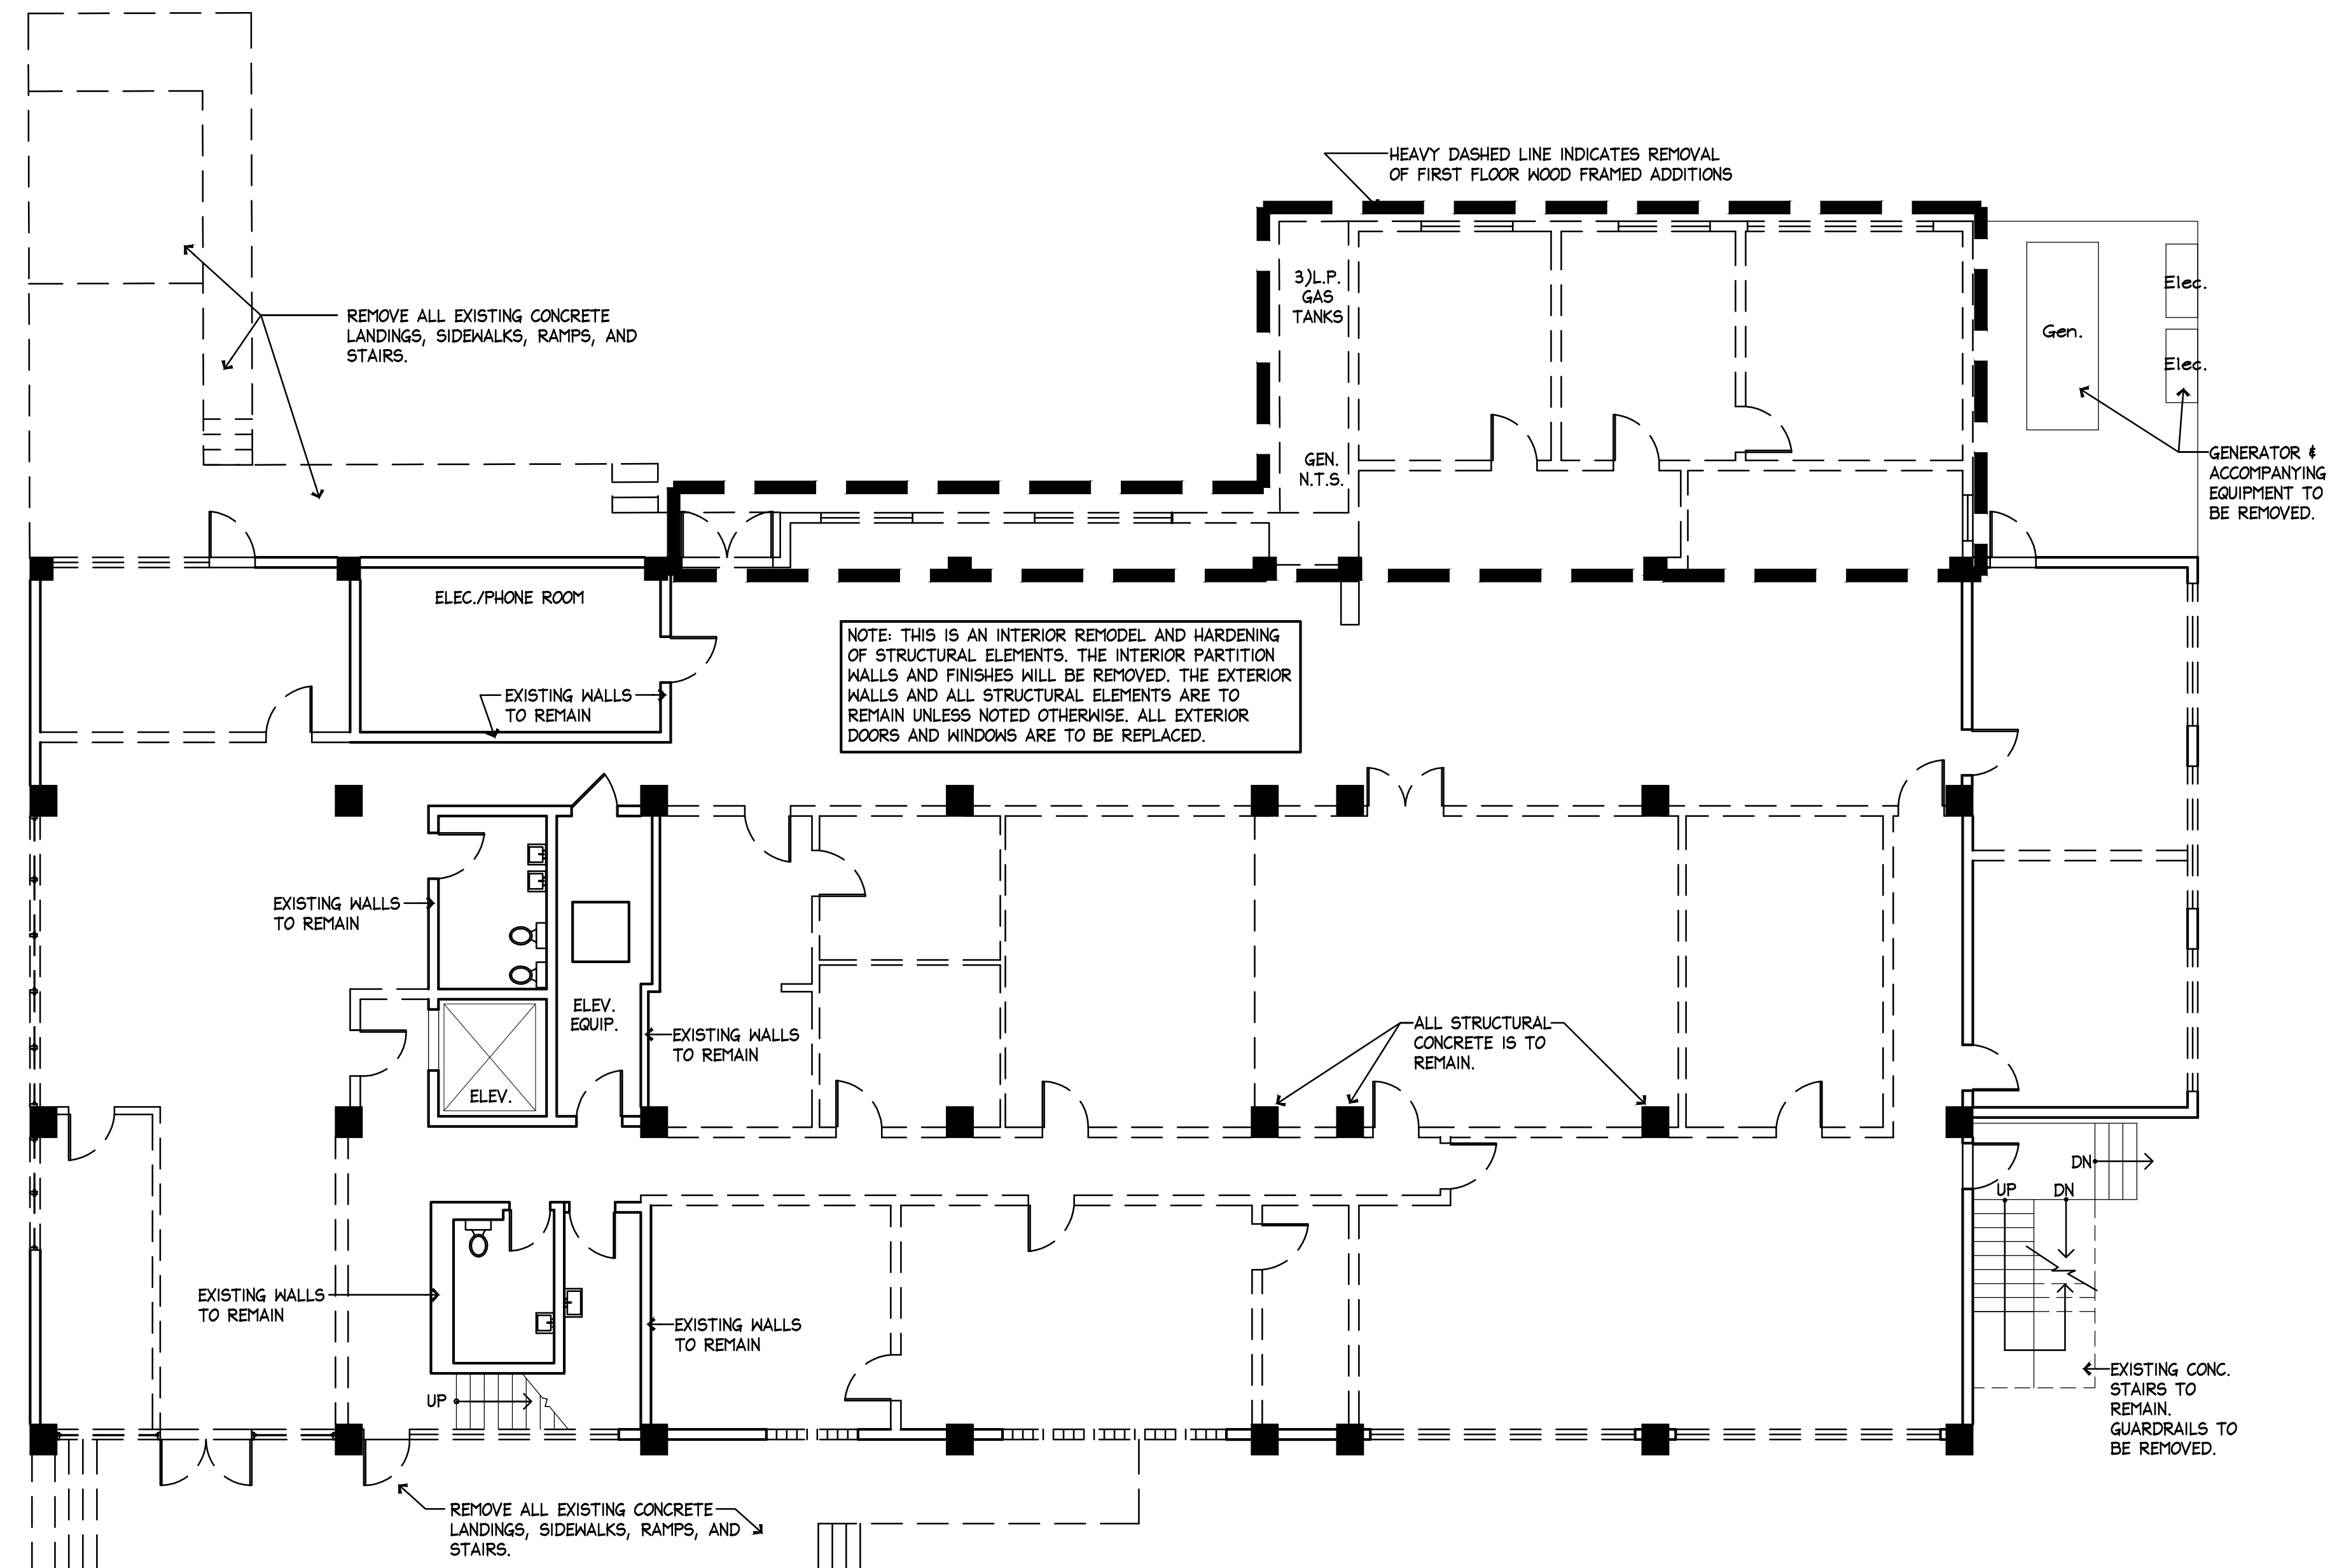 HEAVY DASHED LINE INDICATES REMOVAL
OF FIRST FLOOR WOOD FRAMED ADDITIONS
3)L.P.
GAS
TANKS
Elec.
Gen.
Elec.
REMOVE ALL EXISTING CONCRETE
LANDINGS, SIDEWALKS, RAMPS, AND
STAIRS.
GEN.
N.T.S.
GENERATOR &
ACCOMPANYING
EQUIPMENT TO
BE REMOVED.
ELEC./PHONE ROOM
NOTE: THIS IS AN INTERIOR REMODEL AND HARDENING
OF STRUCTURAL ELEMENTS. THE INTERIOR PARTITION
WALLS AND FINISHES WILL BE REMOVED. THE EXTERIOR
WALLS AND ALL STRUCTURAL ELEMENTS ARE TO
REMAIN UNLESS NOTED OTHERWISE. ALL EXTERIOR
DOORS AND WINDOWS ARE TO BE REPLACED.
EXISTING WALLS
TO REMAIN
EXISTING WALLS
TO REMAIN
ELEV.
EQUIP.
EXISTING WALLS
TO REMAIN
ALL STRUCTURAL
CONCRETE IS TO
REMAIN.
ELEV.
DN
UP
DN
EXISTING WALLS
TO REMAIN
EXISTING WALLS
TO REMAIN
UP
EXISTING CONC.
STAIRS TO
REMAIN.
GUARDRAILS TO
BE REMOVED.
REMOVE ALL EXISTING CONCRETE
LANDINGS, SIDEWALKS, RAMPS, AND
STAIRS.